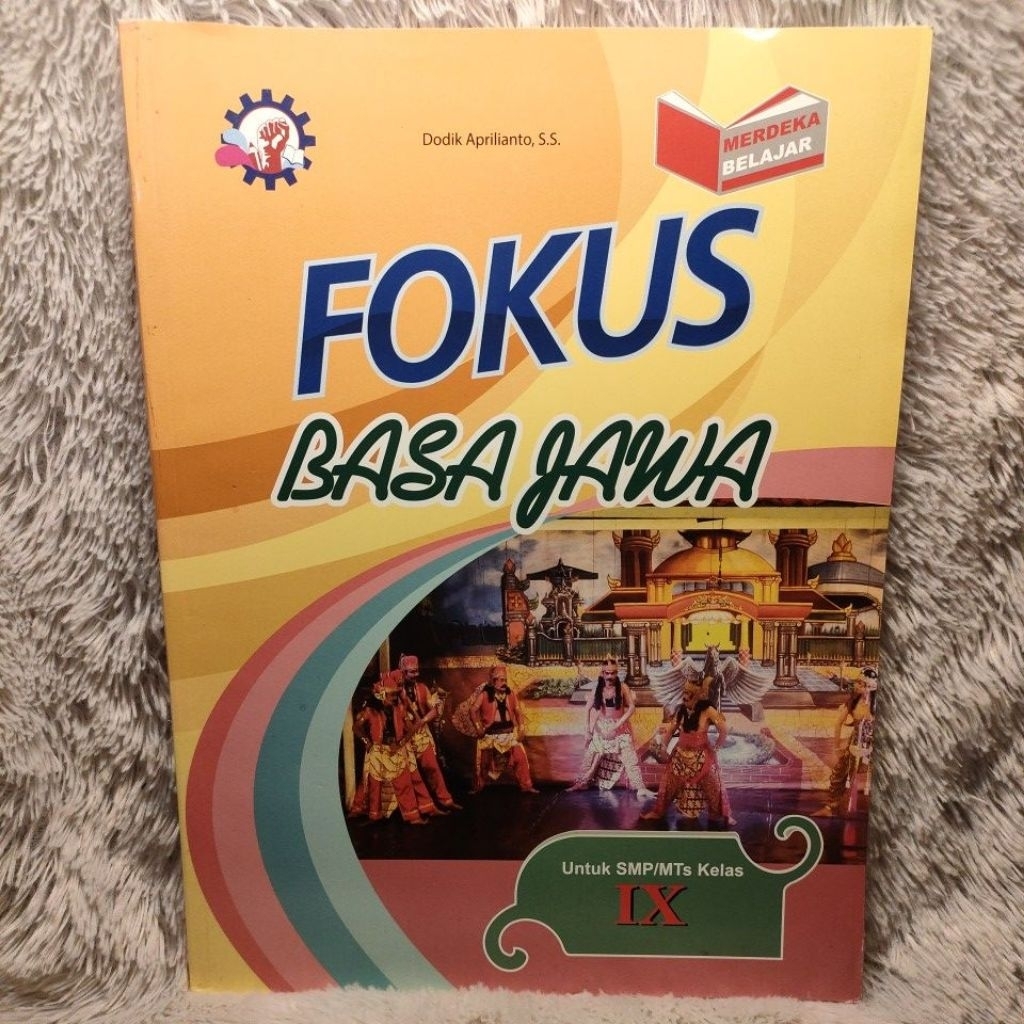 Dodik Aprilianto, S.S.
MERDEKA
BELAJAR
FOKUS
BASA JAWA
Untuk SMP/MTs Kelas
IX